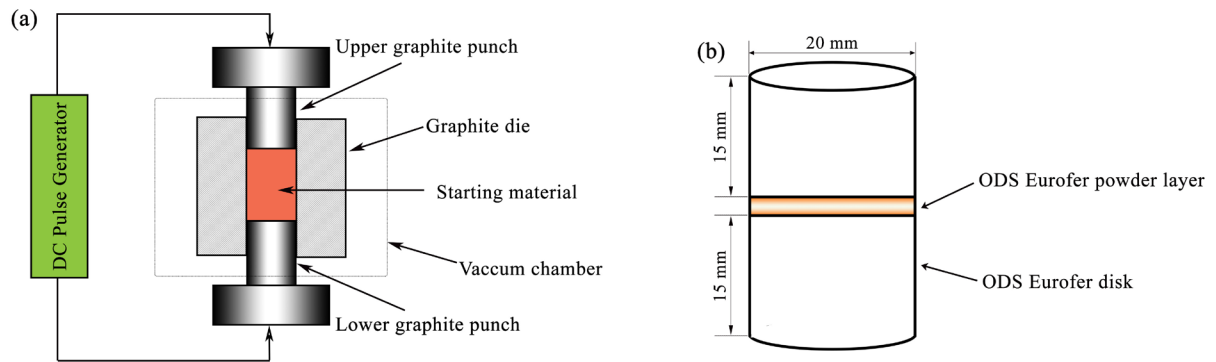 (a)
Upper graphite punch
DC Pulse Generator
Graphite die
Starting material
Vaccum chamber
Lower graphite punch
(b)
20 mm
15 mm
ODS Eurofer powder layer
15 mm
ODS Eurofer disk